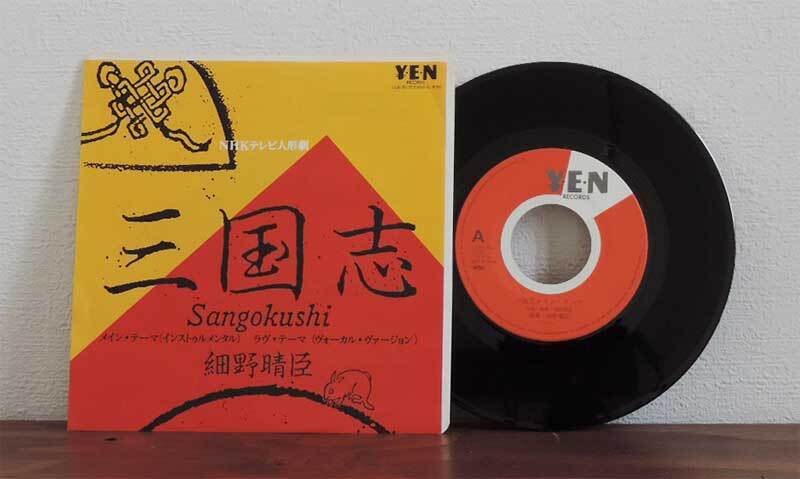 Y·E·N
RECORDS
NHKテレビ人形劇
三国志
Sangokushi
メイン・テーマ(インストゥルメンタル) ラヴ・テーマ(ヴォーカル・ヴァージョン)
細野晴臣
Y·E·N
RECORDS
A